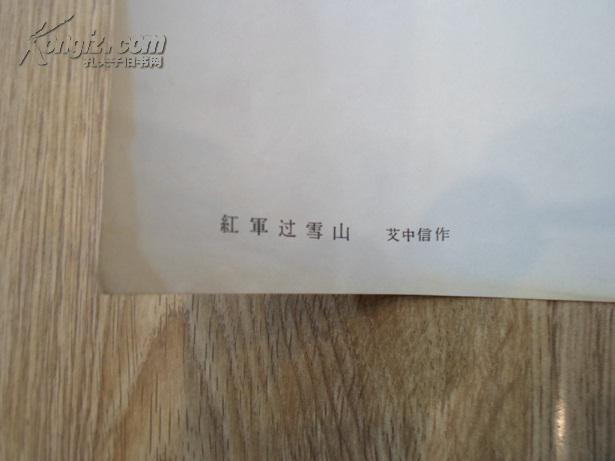 Kongfz.com
孔夫子旧书网
紅軍过雪山 艾中信作